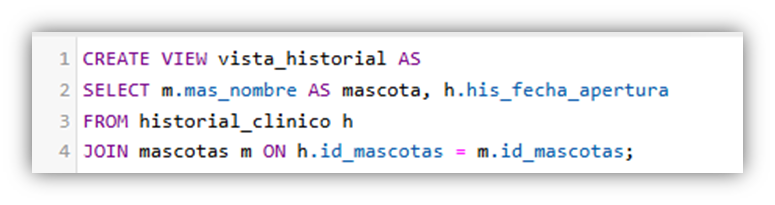 1 CREATE VIEW vista_historial AS
2 SELECT m.mas_nombre AS mascota, h.his_fecha_apertura
3 FROM historial_clinico h
4 JOIN mascotas m ON h.id_mascotas = m.id_mascotas;